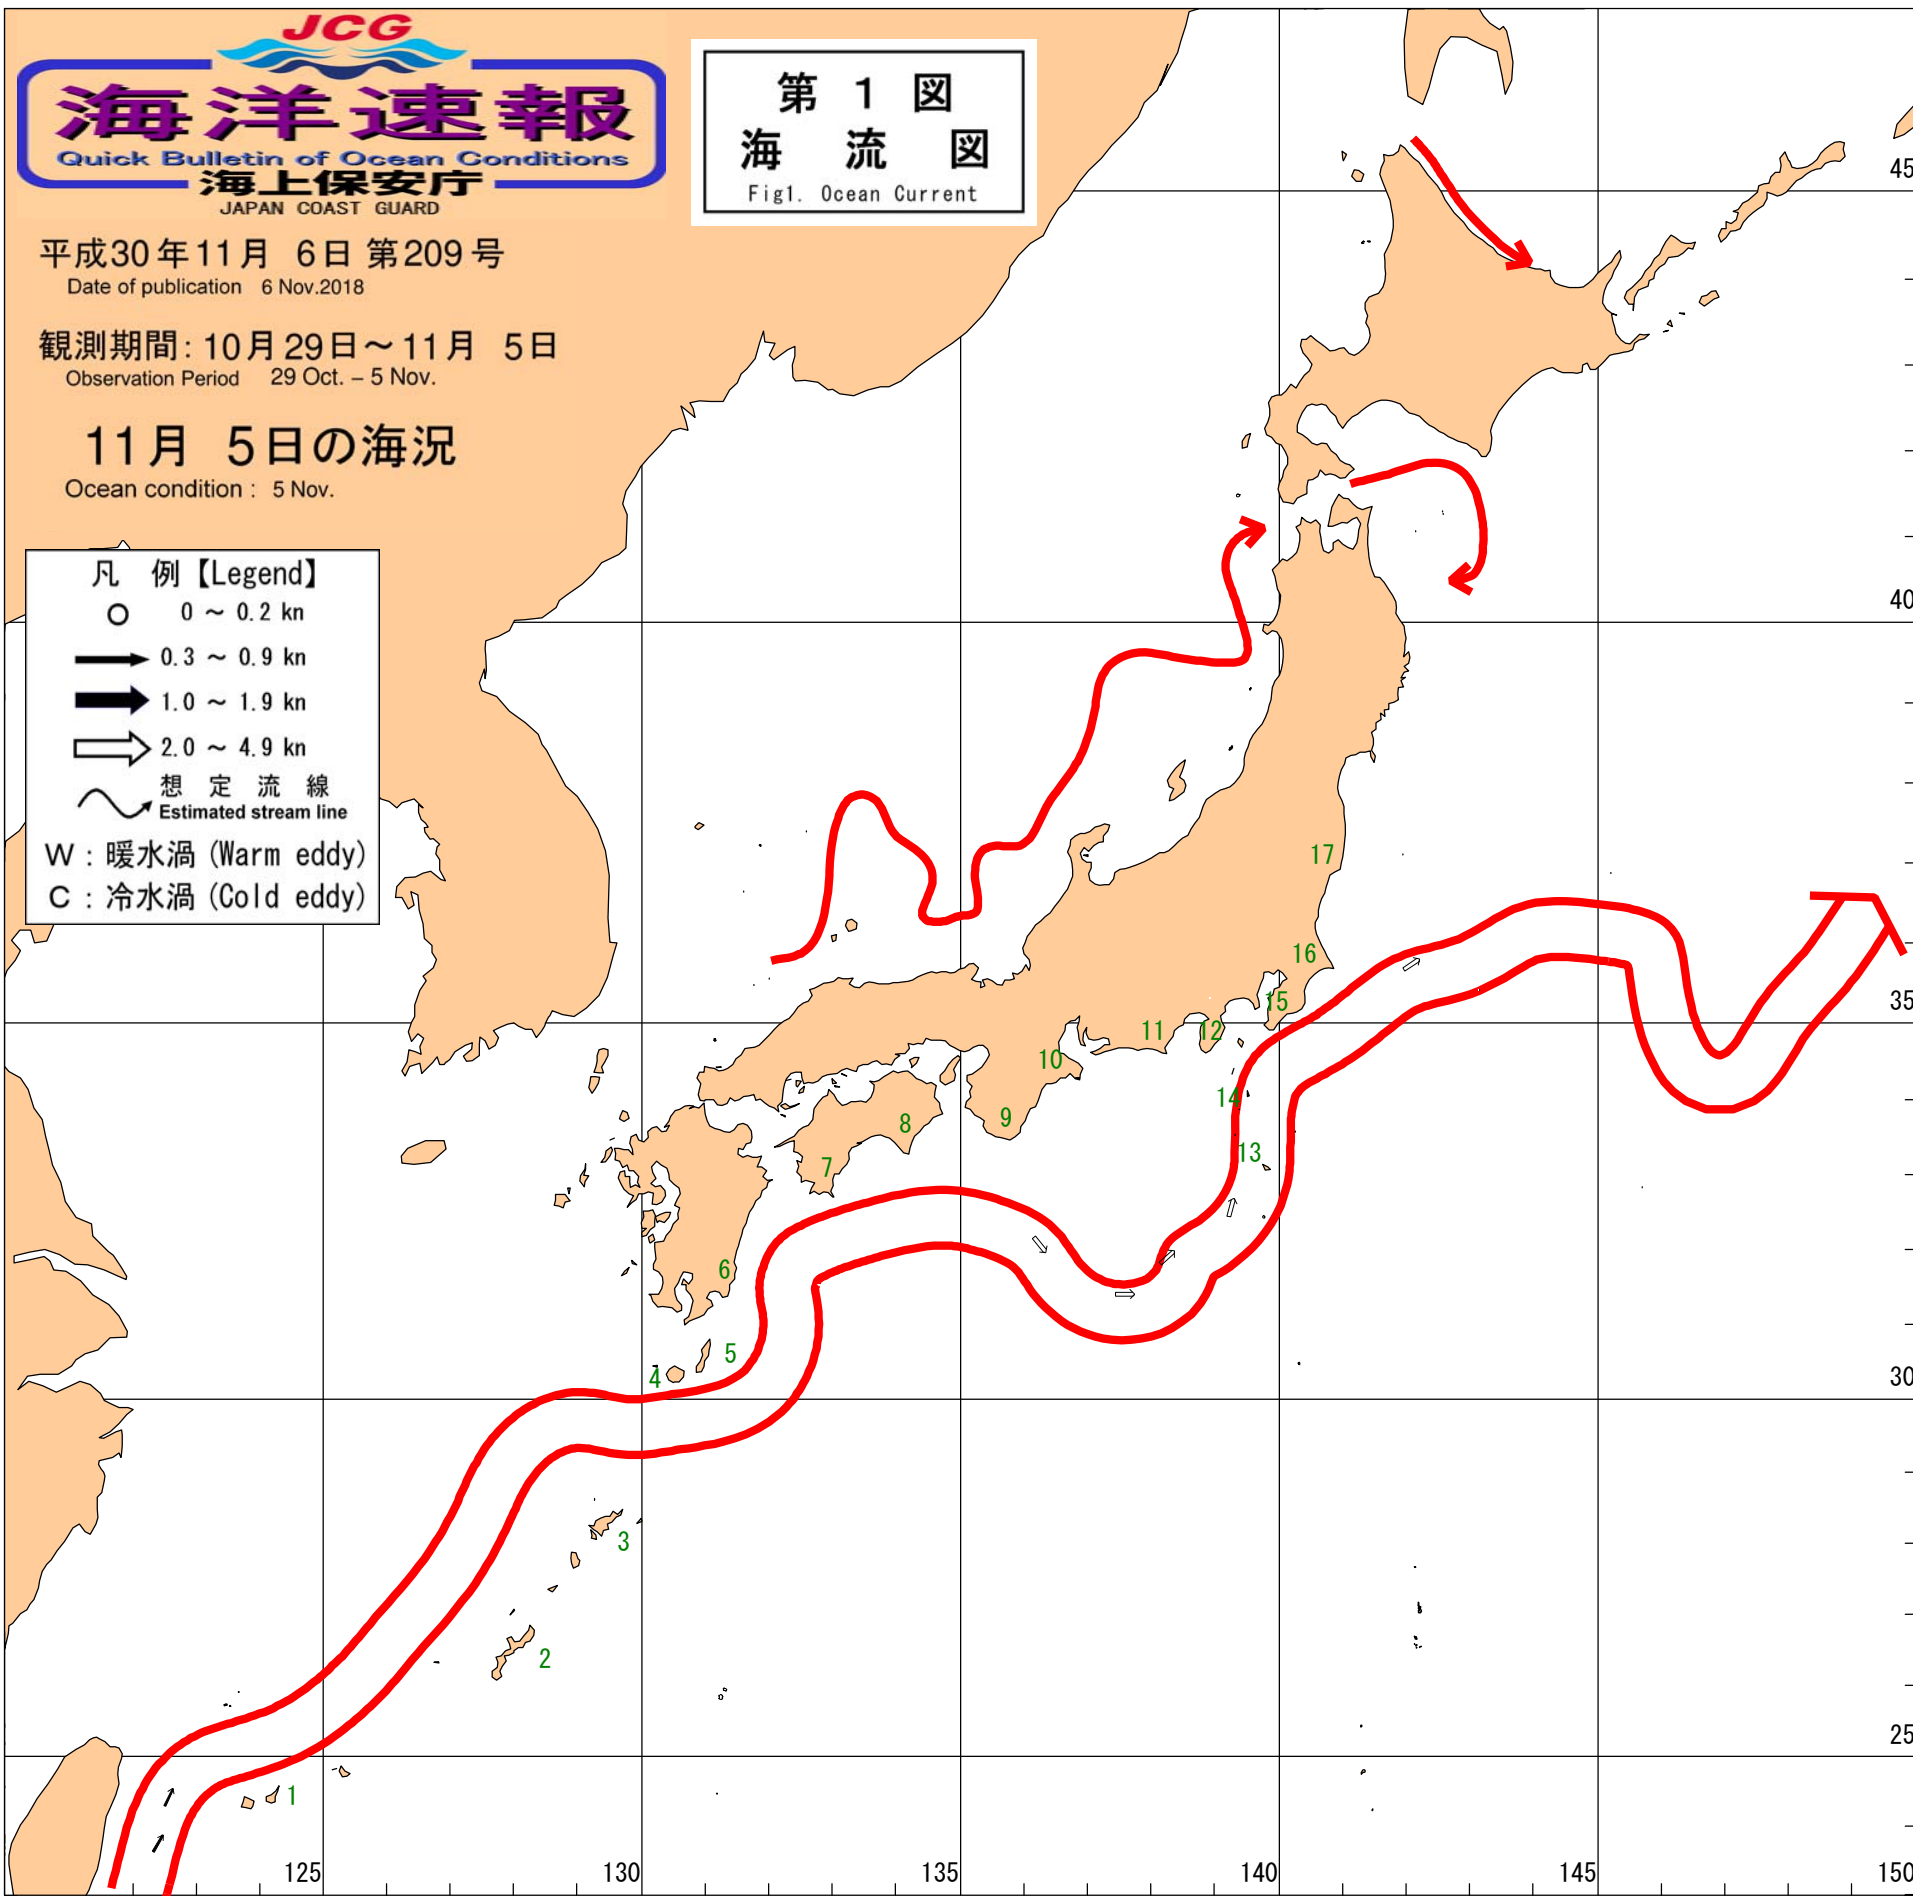 JCG
海洋速報
Quick Bulletin of Ocean Conditions
海上保安庁
JAPAN COAST GUARD
第 1 図
海 流 図
Fig1. Ocean Current
平成30年11月 6日 第209号
Date of publication 6 Nov.2018
観測期間: 10月29日～11月 5日
Observation Period 29 Oct. – 5 Nov.
11月 5日の海況
Ocean condition : 5 Nov.
凡 例【Legend】
0 ～ 0.2 kn
0.3 ～ 0.9 kn
1.0 ～ 1.9 kn
2.0 ～ 4.9 kn
想 定 流 線
Estimated stream line
W : 暖水渦 (Warm eddy)
C : 冷水渦 (Cold eddy)
45
40
17
16
35
15
12
11
10
14
9
8
13
7
6
5
4
30
3
2
25
1
125
130
135
140
145
150